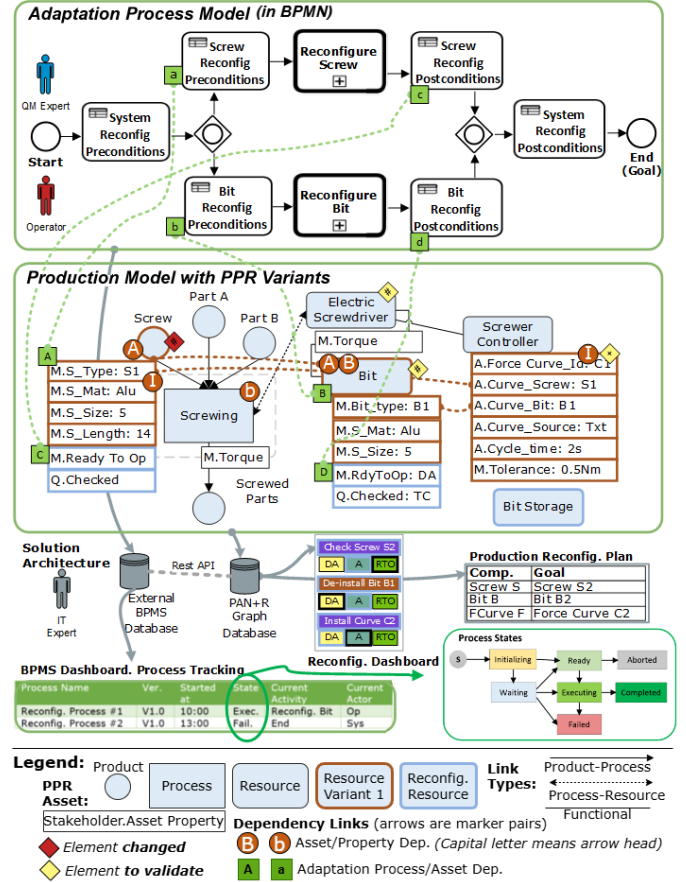 Adaptation Process Model (in BPMN)
QM Expert
Operator
Start
System
Reconfig
Preconditions
Screw
Reconfig
Preconditions
a
Reconfigure
Screw
Screw
Reconfig
Postconditions
c
Bit
Reconfig
Preconditions
b
Reconfigure
Bit
Bit
Reconfig
Postconditions
d
System
Reconfig
Postconditions
End
(Goal)
Production Model with PPR Variants
Part A
Screw
Part B
Electric
Screwdriver
#
M.Torque
Screwer
Controller
A
#
A
I
M.S_Type: S1
M.S_Mat: Alu
M.S_Size: 5
M.S_Length: 14
C
M.Ready To Op
Q.Checked
Screwing
b
M.Torque
Screwed
Parts
A
B
Bit
#
B
M.Bit_type: B1
M.S_Mat: Alu
M.S_Size: 5
D
M.RdyToOp: DA
Q.Checked: TC
I
*
A.Force Curve_Id: C1
A.Curve_Screw: S1
A.Curve_Bit: B1
A.Curve_Source: Txt
A.Cycle_time: 2s
M.Tolerance: 0.5Nm
Bit Storage
Solution
Architecture
IT
Expert
External
BPMS
Database
Rest API
PAN+R
Graph
Database
Check Screw S2
DA A RTO
De-install Bit B1
DA A RTO
Install Curve C2
DA A RTO
Reconfig. Dashboard
Production Reconfig. Plan
Comp. Goal
Screw S Screw S2
Bit B Bit B2
FCurve F Force Curve C2
Process States
S
Initializing
Ready
Aborted
Waiting
Executing
Completed
Failed
BPMS Dashboard. Process Tracking
Process Name Ver. Started at State Current Activity Current Actor
Reconfig. Process #1 V1.0 10:00 Exec. Reconfig. Bit Op
Reconfig. Process #2 V1.0 13:00 Fail. End Sys
Legend:
PPR
Asset:
Product
Process
Resource
Resource
Variant 1
Reconfig.
Resource
Link
Types:
Product-Process
Process-Resource
Functional
Stakeholder.Asset Property
Element changed
Element to validate
Dependency Links (arrows are marker pairs)
B b Asset/Property Dep. (Capital letter means arrow head)
A a Adaptation Process/Asset Dep.